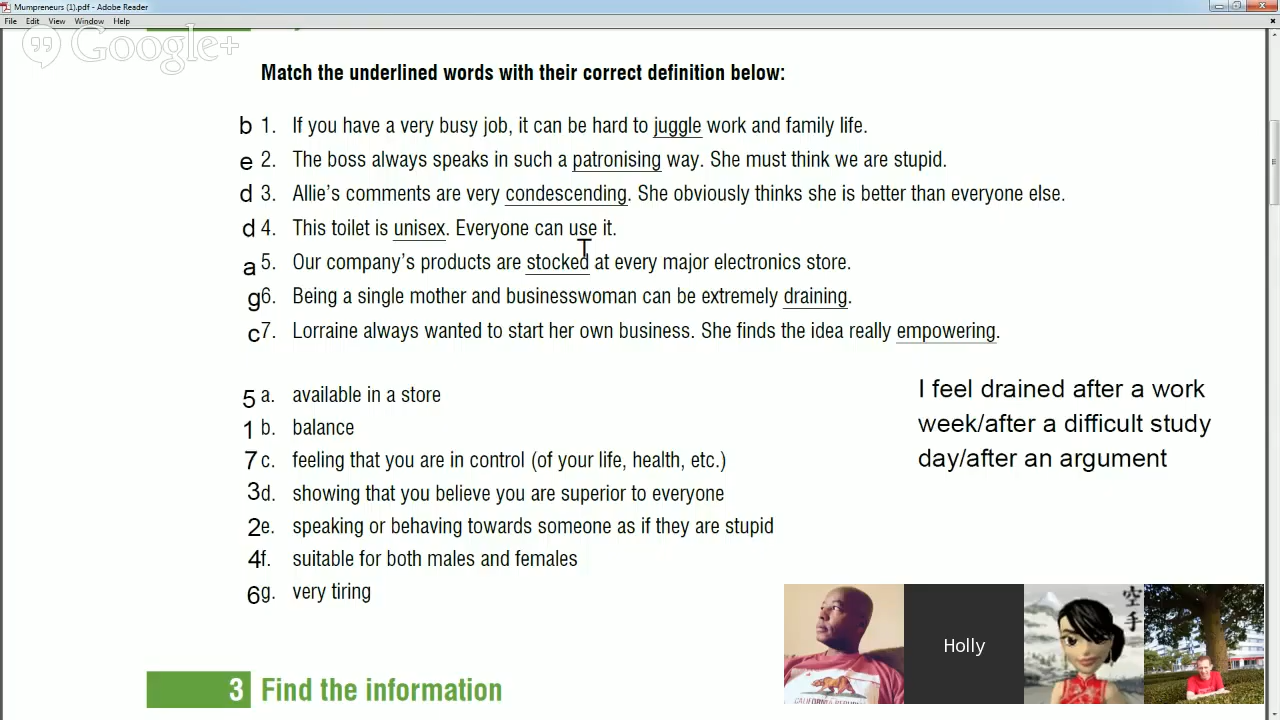 Mumpreneurs (1).pdf - Adobe Reader
File Edit View Window Help
Google+
Match the underlined words with their correct definition below:
b 1. If you have a very busy job, it can be hard to juggle work and family life.
e 2. The boss always speaks in such a patronising way. She must think we are stupid.
d 3. Allie's comments are very condescending. She obviously thinks she is better than everyone else.
d 4. This toilet is unisex. Everyone can use it.
a 5. Our company's products are stocked at every major electronics store.
g 6. Being a single mother and businesswoman can be extremely draining.
c 7. Lorraine always wanted to start her own business. She finds the idea really empowering.
5 a. available in a store
1 b. balance
7 c. feeling that you are in control (of your life, health, etc.)
3 d. showing that you believe you are superior to everyone
2 e. speaking or behaving towards someone as if they are stupid
4 f. suitable for both males and females
6 g. very tiring
I feel drained after a work
week/after a difficult study
day/after an argument
3 Find the information
Holly
空手
CALIFORNIA REPUBLIC